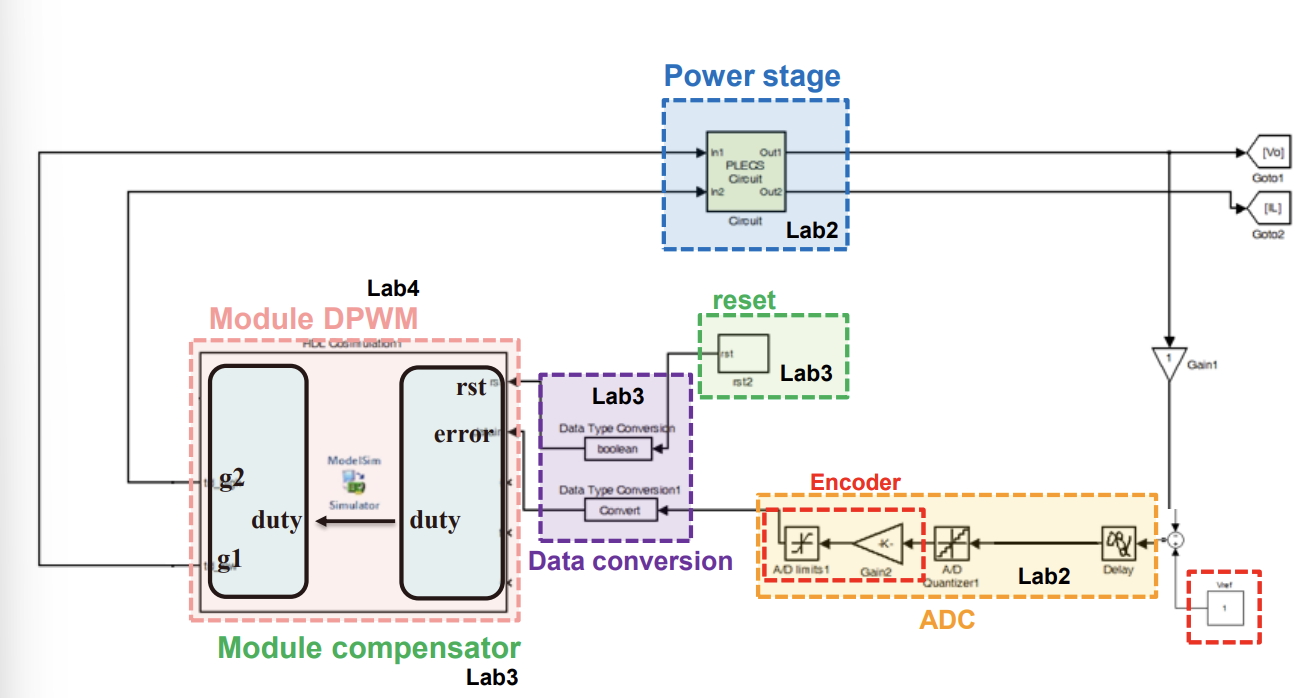 Power stage
In1
Out1
PLECS
Circuit
In2
Out2
Circuit
Lab2
[Vo]
Goto1
[IL]
Goto2
Lab4
Module DPWM
HDL Cosimulation1
reset
rst
rst2
Lab3
Lab3
Data Type Conversion
boolean
Data Type Conversion1
Convert
Data conversion
1
Gain1
rst
error
ModelSim
Simulator
g2
duty
duty
g1
Module compensator
Lab3
Encoder
A/D limits1
-K-
Gain2
A/D
Quantizer1
Lab2
Delay
ADC
Vref
1